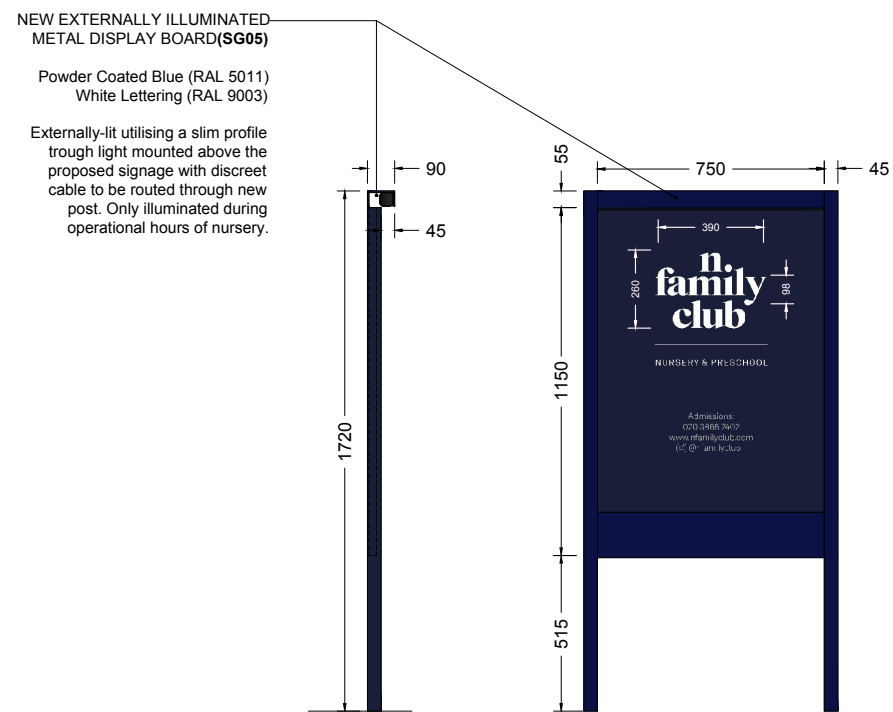 NEW EXTERNALLY ILLUMINATED
METAL DISPLAY BOARD(SG05)
Powder Coated Blue (RAL 5011)
White Lettering (RAL 9003)
Externally-lit utilising a slim profile
trough light mounted above the
proposed signage with discreet
cable to be routed through new
post. Only illuminated during
operational hours of nursery.
90
45
1720
55
750
45
1150
515
390
260
98
n.
family
club
NURSERY & PRESCHOOL
Admissions:
www.nfamilyclub.com